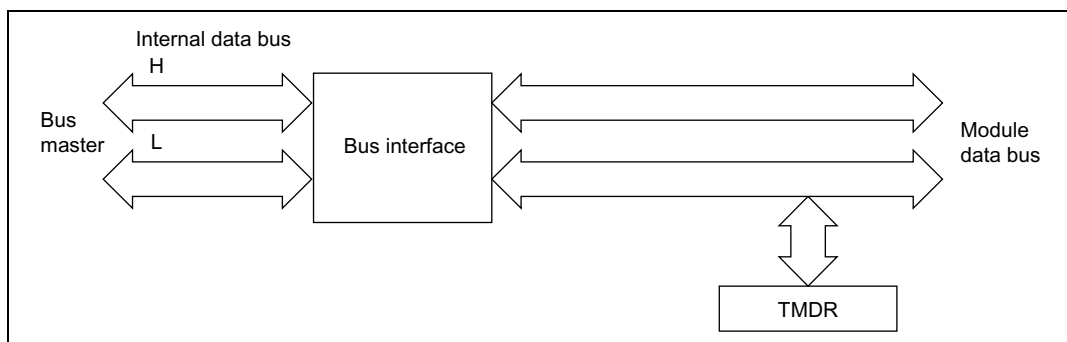 Internal data bus
H
Bus
master
L
Bus interface
Module
data bus
TMDR